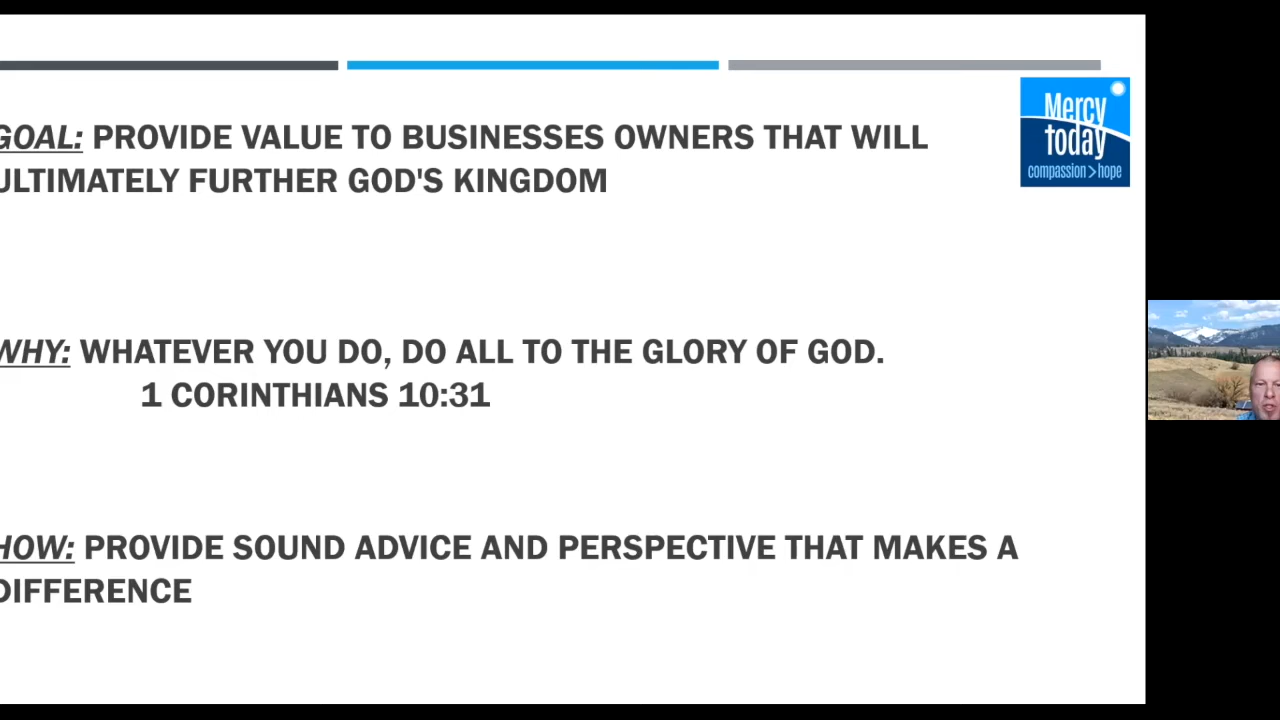 GOAL: PROVIDE VALUE TO BUSINESSES OWNERS THAT WILL
ULTIMATELY FURTHER GOD'S KINGDOM
Mercy
today
compassion>hope
WHY: WHATEVER YOU DO, DO ALL TO THE GLORY OF GOD.
1 CORINTHIANS 10:31
HOW: PROVIDE SOUND ADVICE AND PERSPECTIVE THAT MAKES A
DIFFERENCE